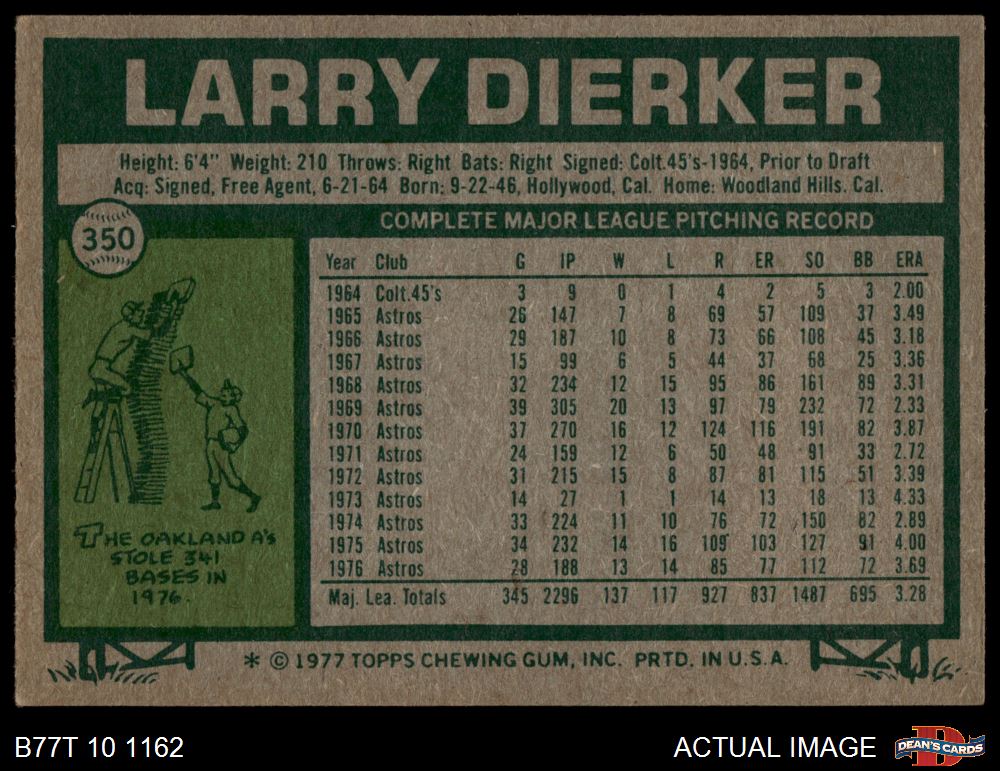 LARRY DIERKER
Height: 6'4" Weight: 210 Throws: Right Bats: Right Signed: Colt.45's-1964, Prior to Draft
Acq: Signed, Free Agent, 6-21-64 Born: 9-22-46, Hollywood, Cal. Home: Woodland Hills. Cal.
350
COMPLETE MAJOR LEAGUE PITCHING RECORD
Year Club G IP W L R ER SO BB ERA
1964 Colt.45's 3 9 0 1 4 2 5 3 2.00
1965 Astros 26 147 7 8 69 57 109 37 3.49
1966 Astros 29 187 10 8 73 66 108 45 3.18
1967 Astros 15 99 6 5 44 37 68 25 3.36
1968 Astros 32 234 12 15 95 86 161 89 3.31
1969 Astros 39 305 20 13 97 79 232 72 2.33
1970 Astros 37 270 16 12 124 116 191 82 3.87
1971 Astros 24 159 12 6 50 48 91 33 2.72
1972 Astros 31 215 15 8 87 81 115 51 3.39
1973 Astros 14 27 1 1 14 13 18 13 4.33
1974 Astros 33 224 11 10 76 72 150 82 2.89
1975 Astros 34 232 14 16 109 103 127 91 4.00
1976 Astros 28 188 13 14 85 77 112 72 3.69
Maj. Lea. Totals 345 2296 137 117 927 837 1487 695 3.28
THE OAKLAND A'S
STOLE 341
BASES IN
1976.
* © 1977 TOPPS CHEWING GUM, INC. PRTD. IN U.S.A.
B77T 10 1162
ACTUAL IMAGE
DEAN'S CARDS